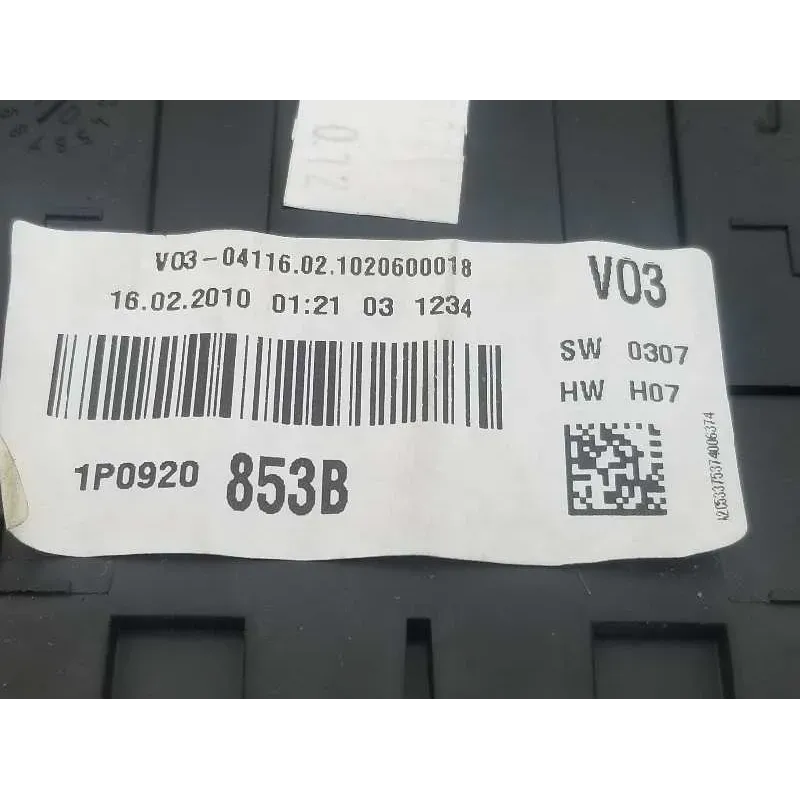 V03-04116.02.1020600018
16.02.2010 01:21 03 1234
V03
SW 0307
HW H07
1P0920 853B